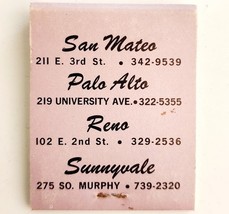 San Mateo
211 E. 3rd St. • 342-9539
Palo Alto
219 UNIVERSITY AVE. • 322-5355
Reno
102 E. 2nd St. • 329-2536
Sunnyvale
275 SO. MURPHY • 739-2320